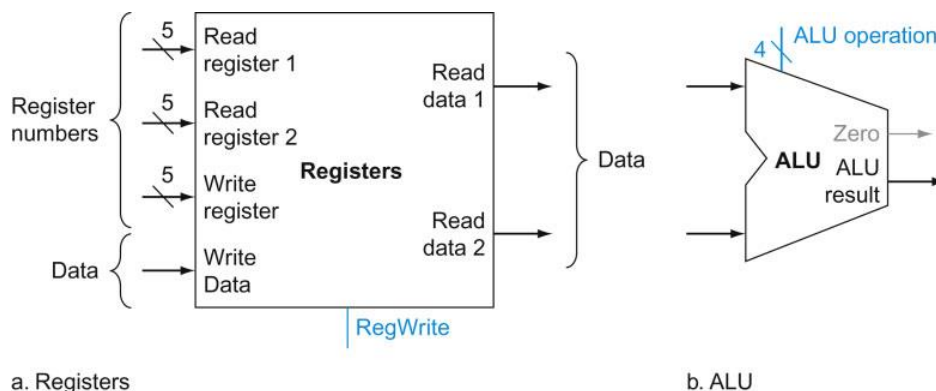 5
Read
register 1
5
Read
register 2
5
Write
register
Write
Data
Register
numbers
Data
Registers
Read
data 1
Read
data 2
Data
RegWrite
a. Registers
4
ALU operation
Zero
ALU
ALU
result
b. ALU